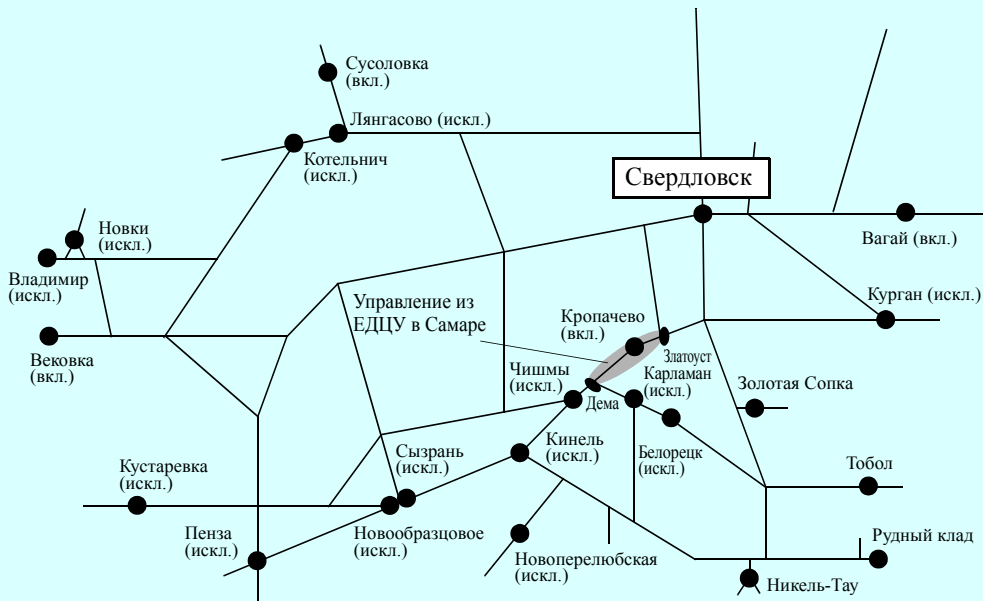 Сусоловка
(вкл.)
Лянгасово (искл.)
Котельнич
(искл.)
Свердловск
Новки
(искл.)
Вагай (вкл.)
Владимир
(искл.)
Управление из
ЕДЦУ в Самаре
Курган (искл.)
Кропачево
(вкл.)
Вековка
(вкл.)
Златоуст
Чишмы
(искл.)
Карламан
(искл.)
Золотая Сопка
Дема
Кинель
(искл.)
Белорецк
(искл.)
Сызрань
(искл.)
Тобол
Кустаревка
(искл.)
Пенза
(искл.)
Новообразцовое
(искл.)
Новоперелюбская
(искл.)
Рудный клад
Никель-Тау